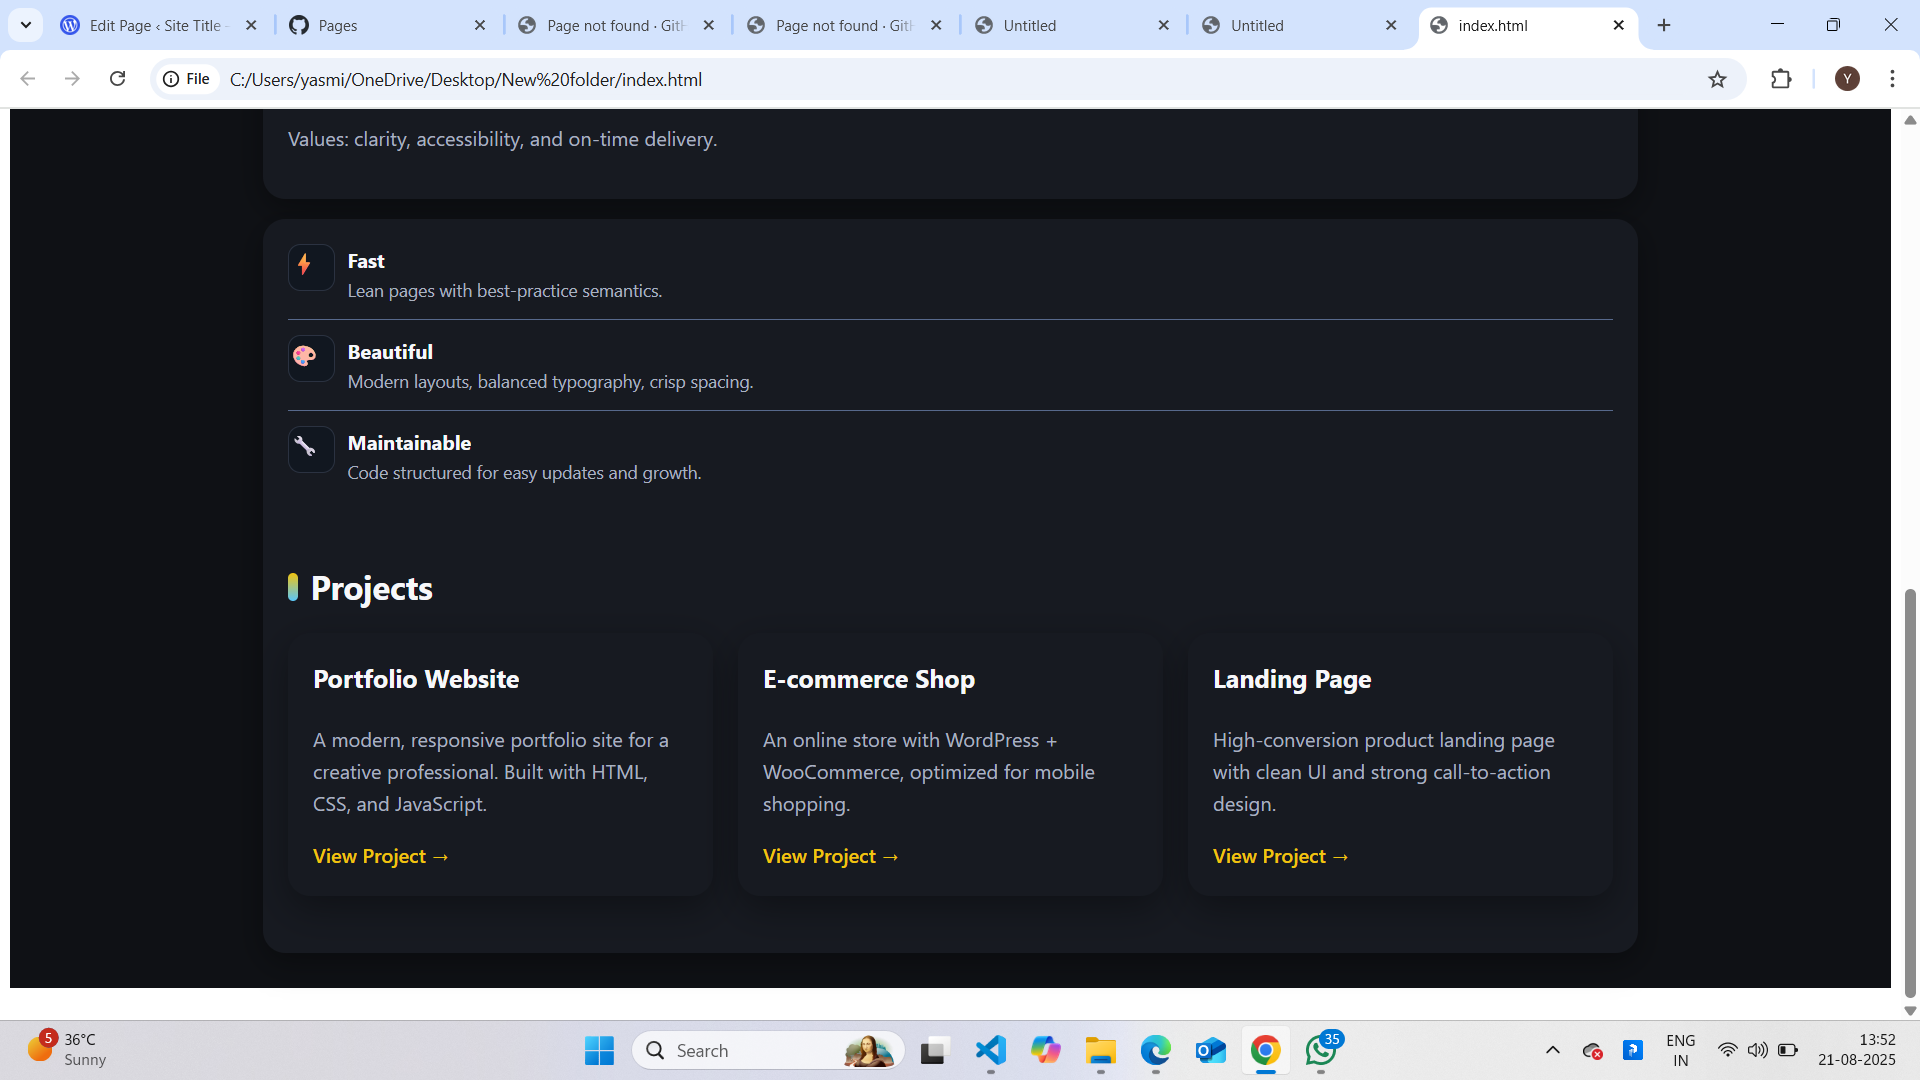 Edit Page ‹ Site Title -
Pages
Page not found · GitH
Page not found · GitH
Untitled
Untitled
index.html
File
C:/Users/yasmi/OneDrive/Desktop/New%20folder/index.html
Y
Values: clarity, accessibility, and on-time delivery.
Fast
Lean pages with best-practice semantics.
Beautiful
Modern layouts, balanced typography, crisp spacing.
Maintainable
Code structured for easy updates and growth.
Projects
Portfolio Website
A modern, responsive portfolio site for a
creative professional. Built with HTML,
CSS, and JavaScript.
View Project →
E-commerce Shop
An online store with WordPress +
WooCommerce, optimized for mobile
shopping.
View Project →
Landing Page
High-conversion product landing page
with clean UI and strong call-to-action
design.
View Project →
5
36°C
Sunny
Search
35
ENG
IN
13:52
21-08-2025